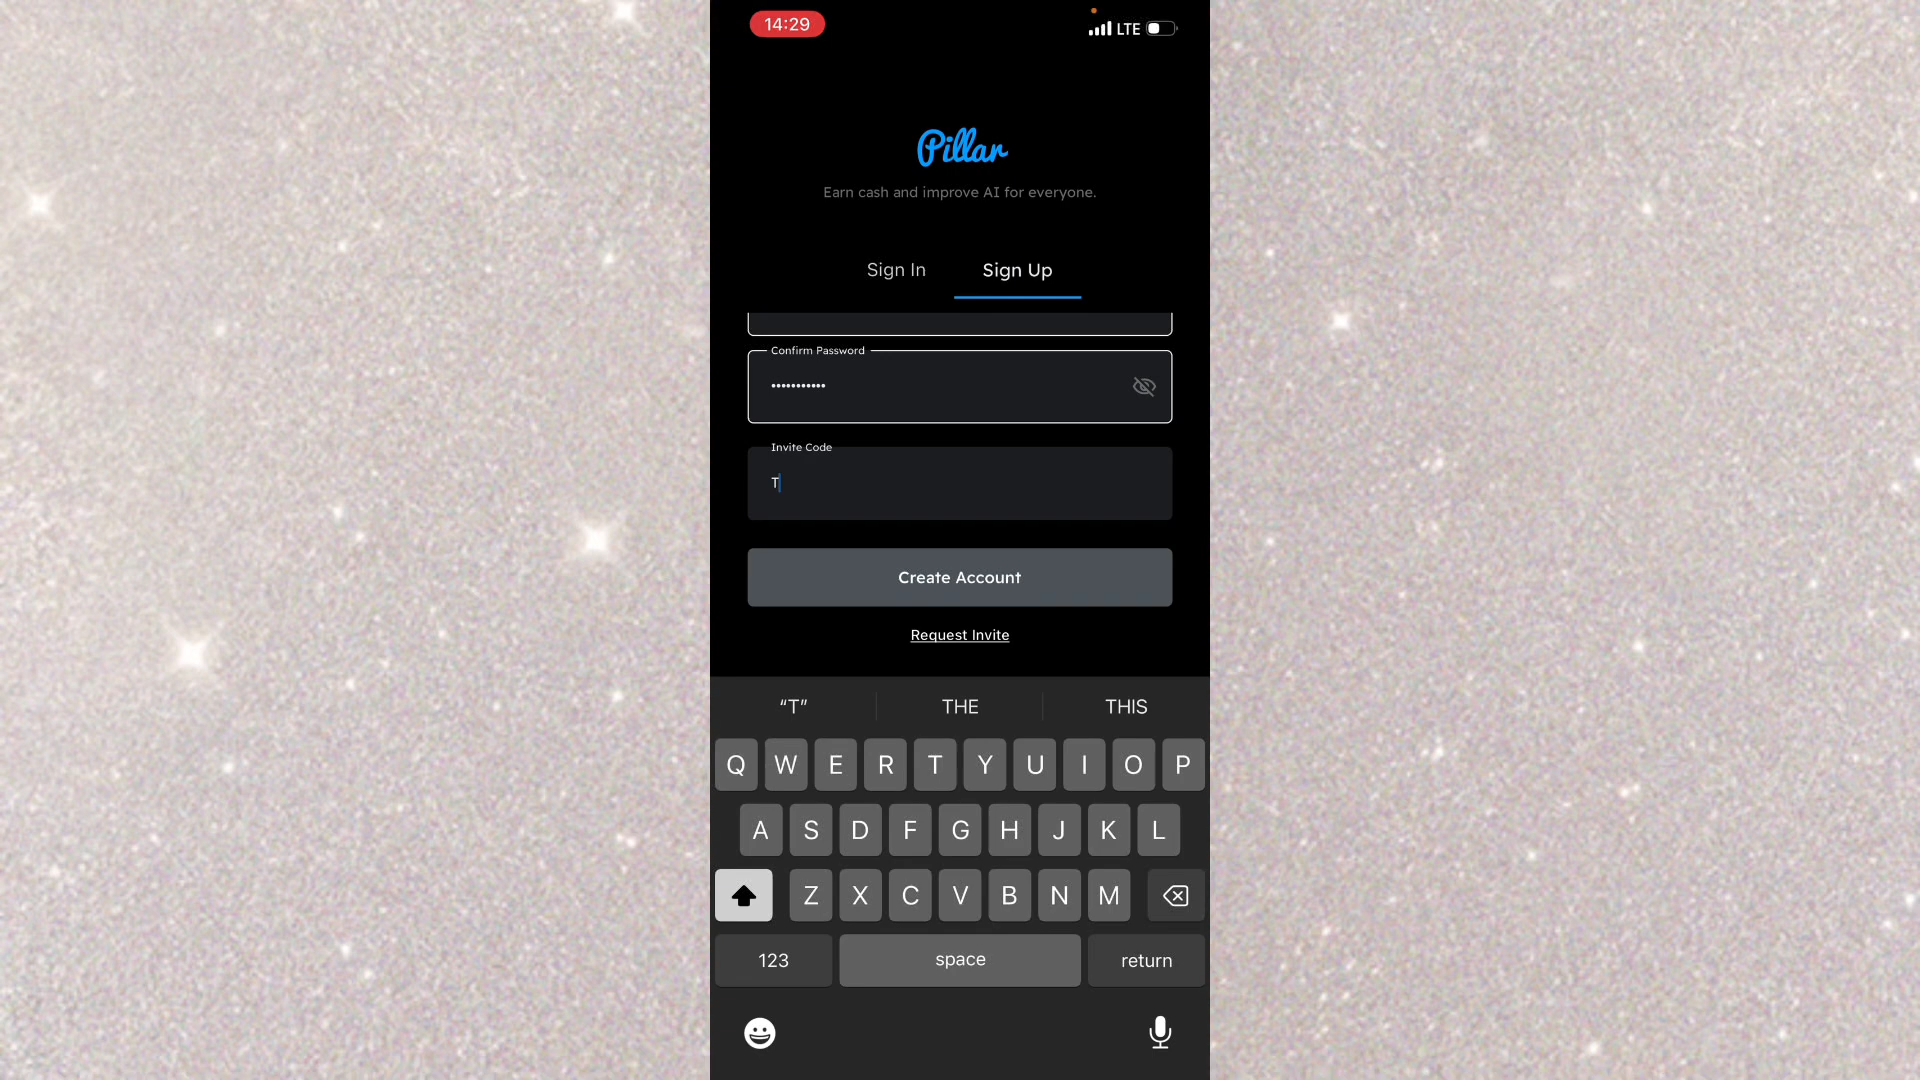 14:29
LTE
Pillar
Earn cash and improve AI for everyone.
Sign In Sign Up
Confirm Password
•••••••••••
Invite Code
T
Create Account
Request Invite
“T” THE THIS
Q W E R T Y U I O P
A S D F G H J K L
Z X C V B N M
123 space return